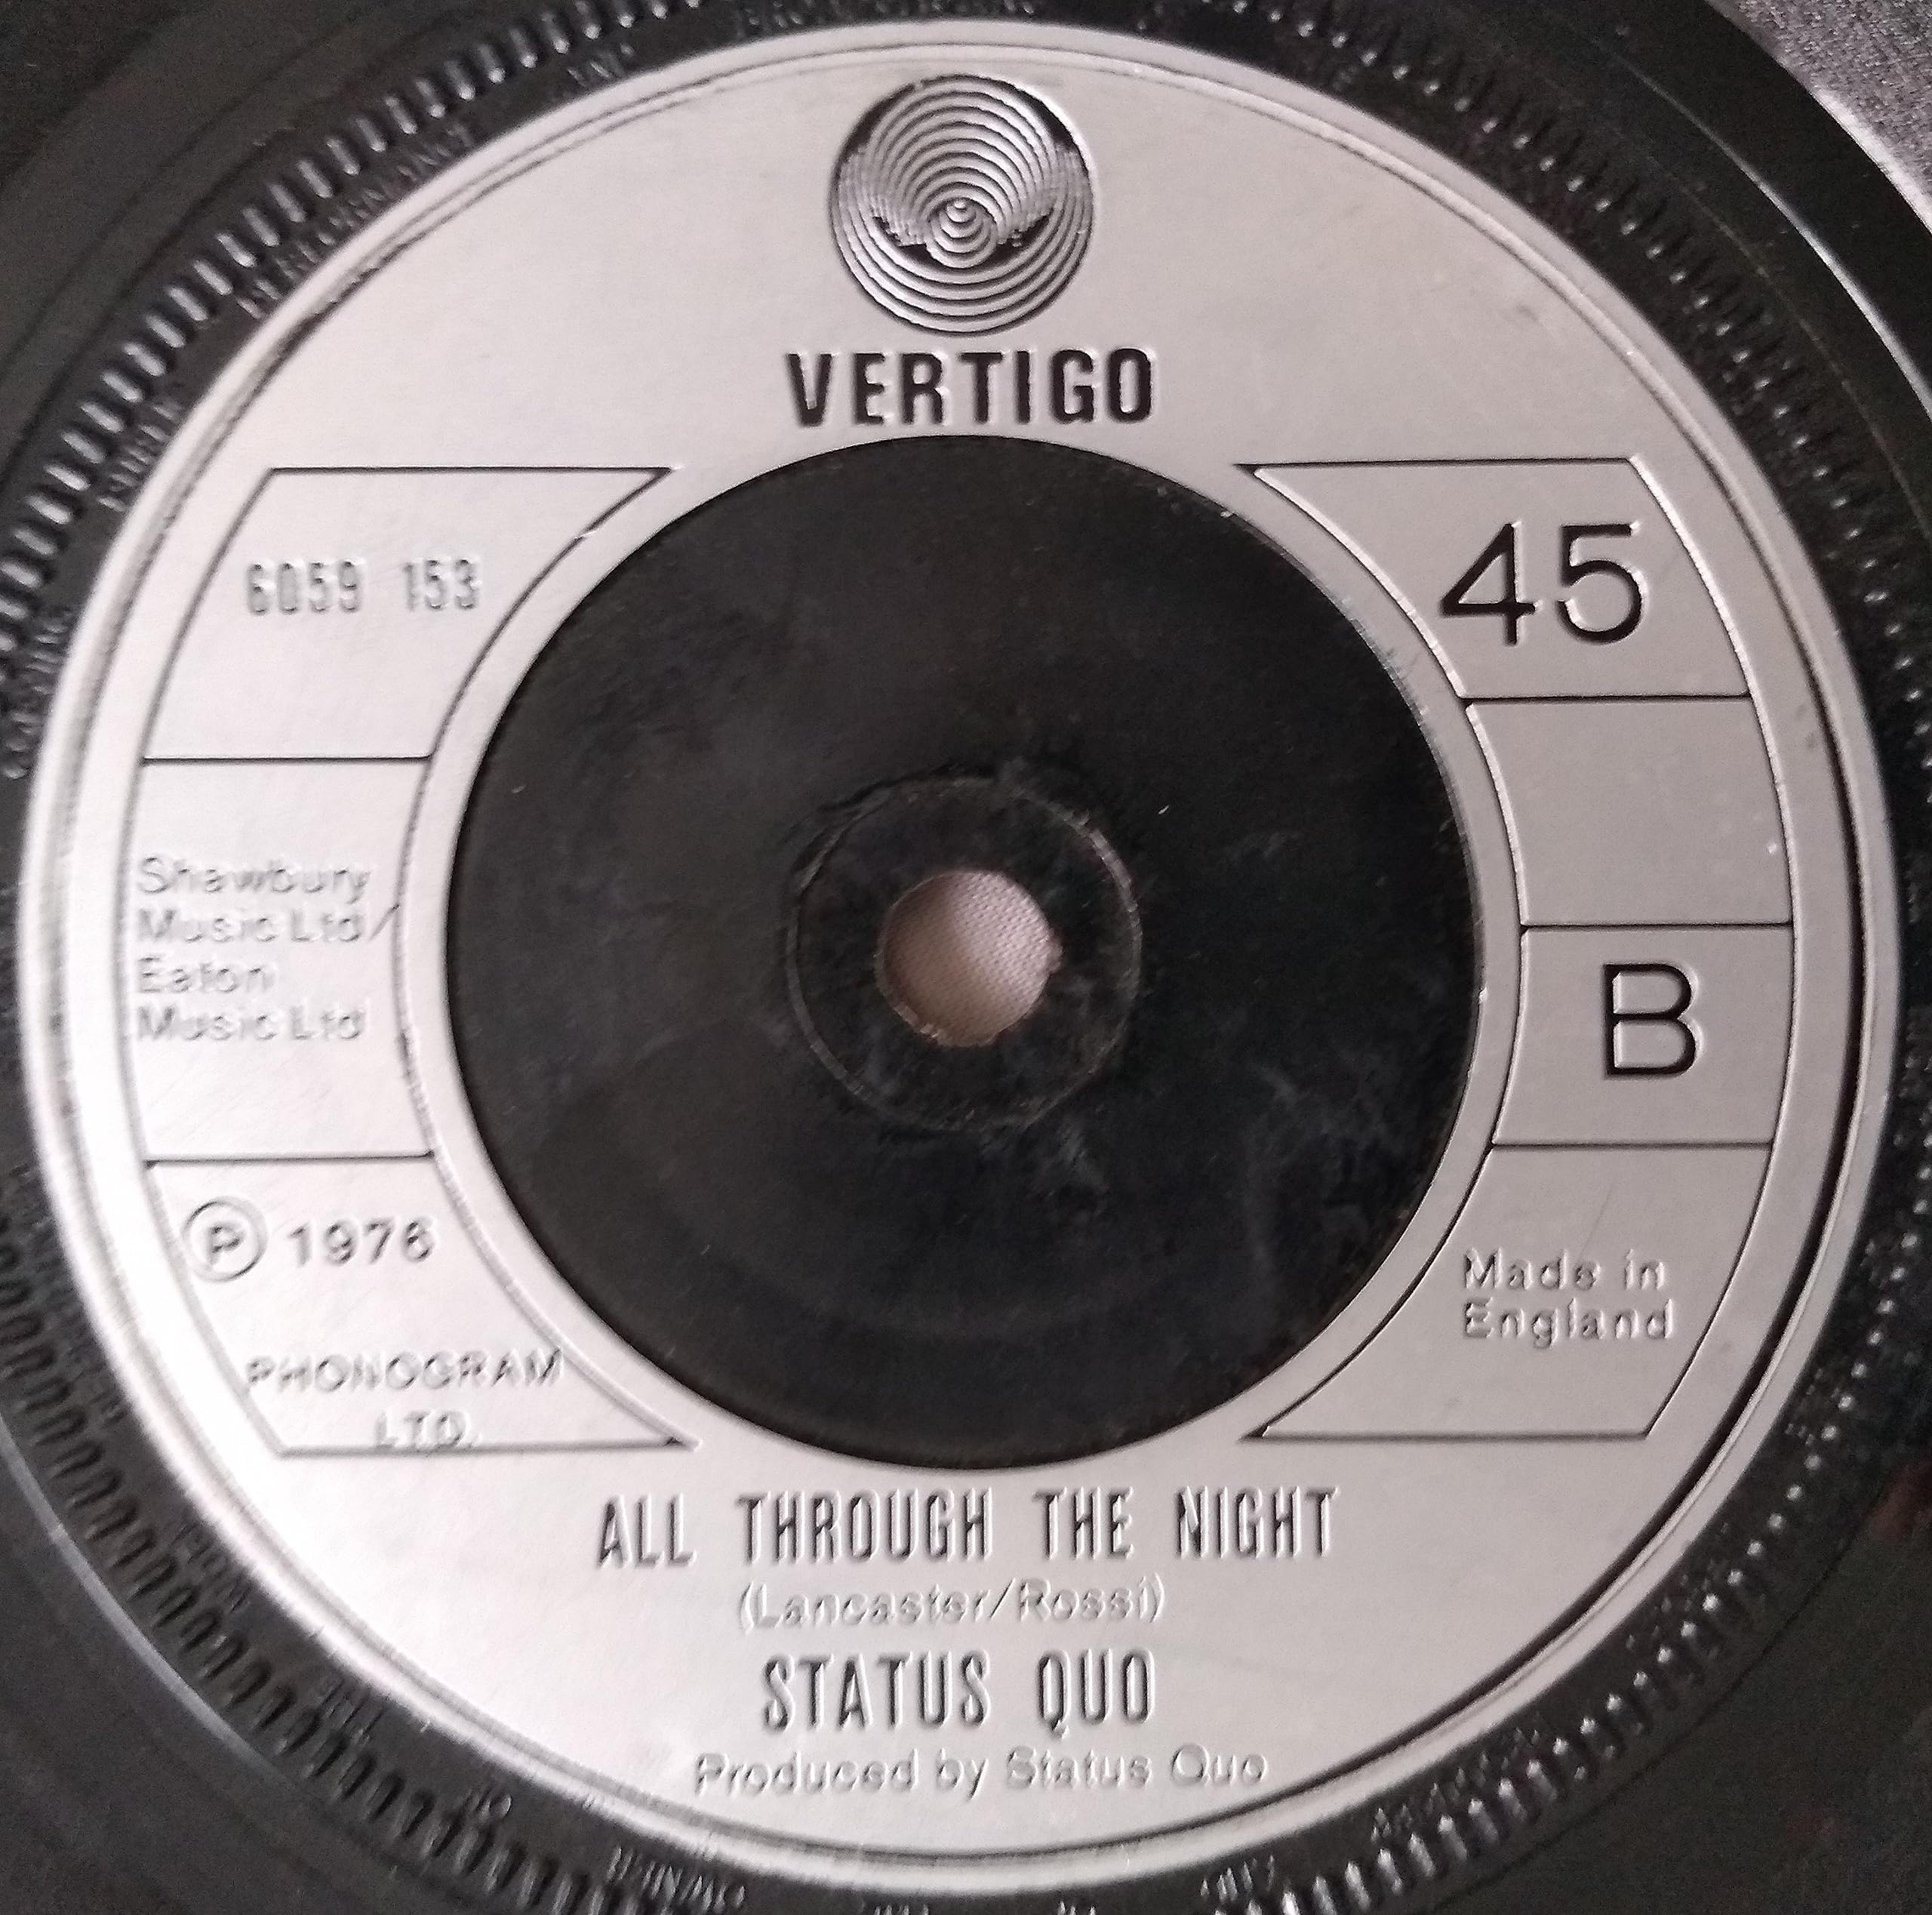 VERTIGO
6059 153
45
Shawbury
Music Ltd/
Eaton
Music Ltd
B
Ⓟ 1976
PHONOGRAM
LTD.
Made in
England
ALL THROUGH THE NIGHT
(Lancaster/Rossi)
STATUS QUO
Produced by Status Quo